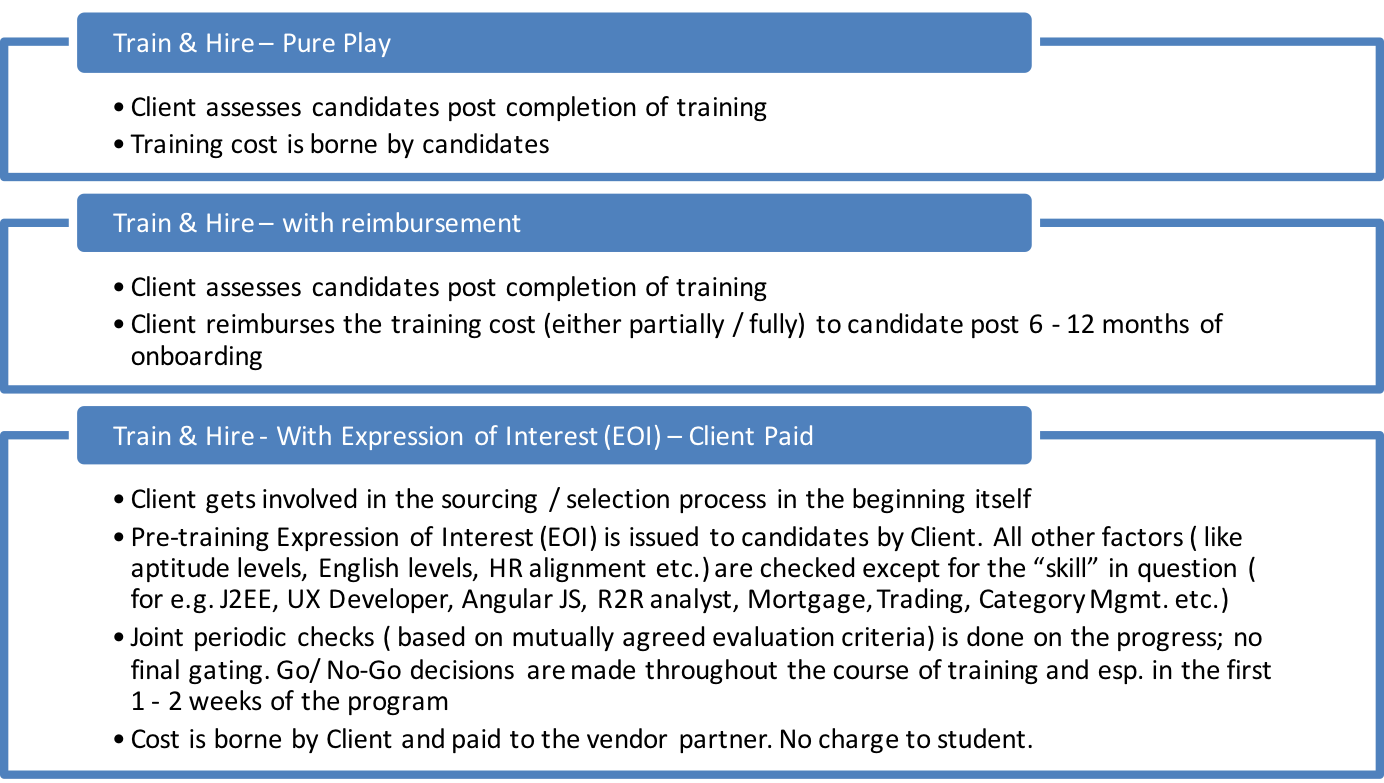 Train & Hire – Pure Play
• Client assesses candidates post completion of training
• Training cost is borne by candidates
Train & Hire – with reimbursement
• Client assesses candidates post completion of training
• Client reimburses the training cost (either partially / fully) to candidate post 6 - 12 months of
onboarding
Train & Hire - With Expression of Interest (EOI) – Client Paid
• Client gets involved in the sourcing / selection process in the beginning itself
• Pre-training Expression of Interest (EOI) is issued to candidates by Client. All other factors ( like
aptitude levels, English levels, HR alignment etc.) are checked except for the “skill” in question (
for e.g. J2EE, UX Developer, Angular JS, R2R analyst, Mortgage, Trading, Category Mgmt. etc.)
• Joint periodic checks ( based on mutually agreed evaluation criteria) is done on the progress; no
final gating. Go/ No-Go decisions are made throughout the course of training and esp. in the first
1 - 2 weeks of the program
• Cost is borne by Client and paid to the vendor partner. No charge to student.